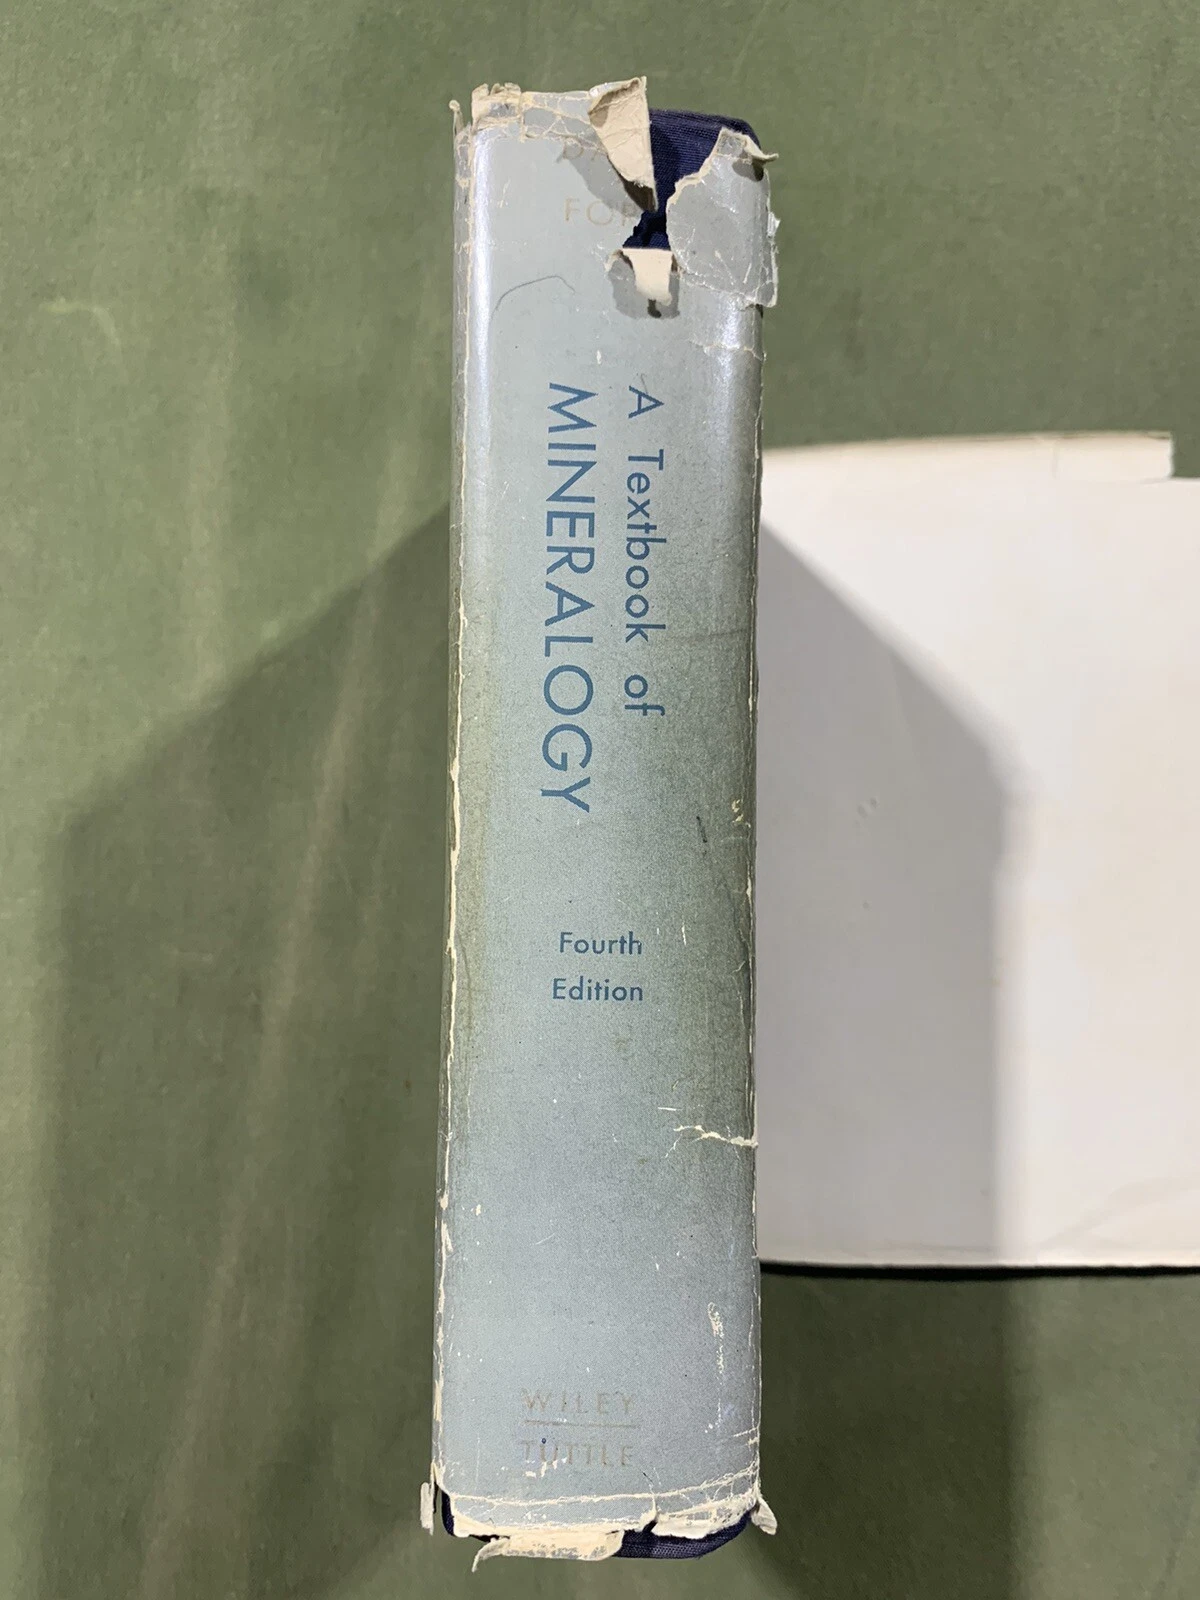 A Textbook of
MINERALOGY
Fourth
Edition
WILEY
TUTTLE